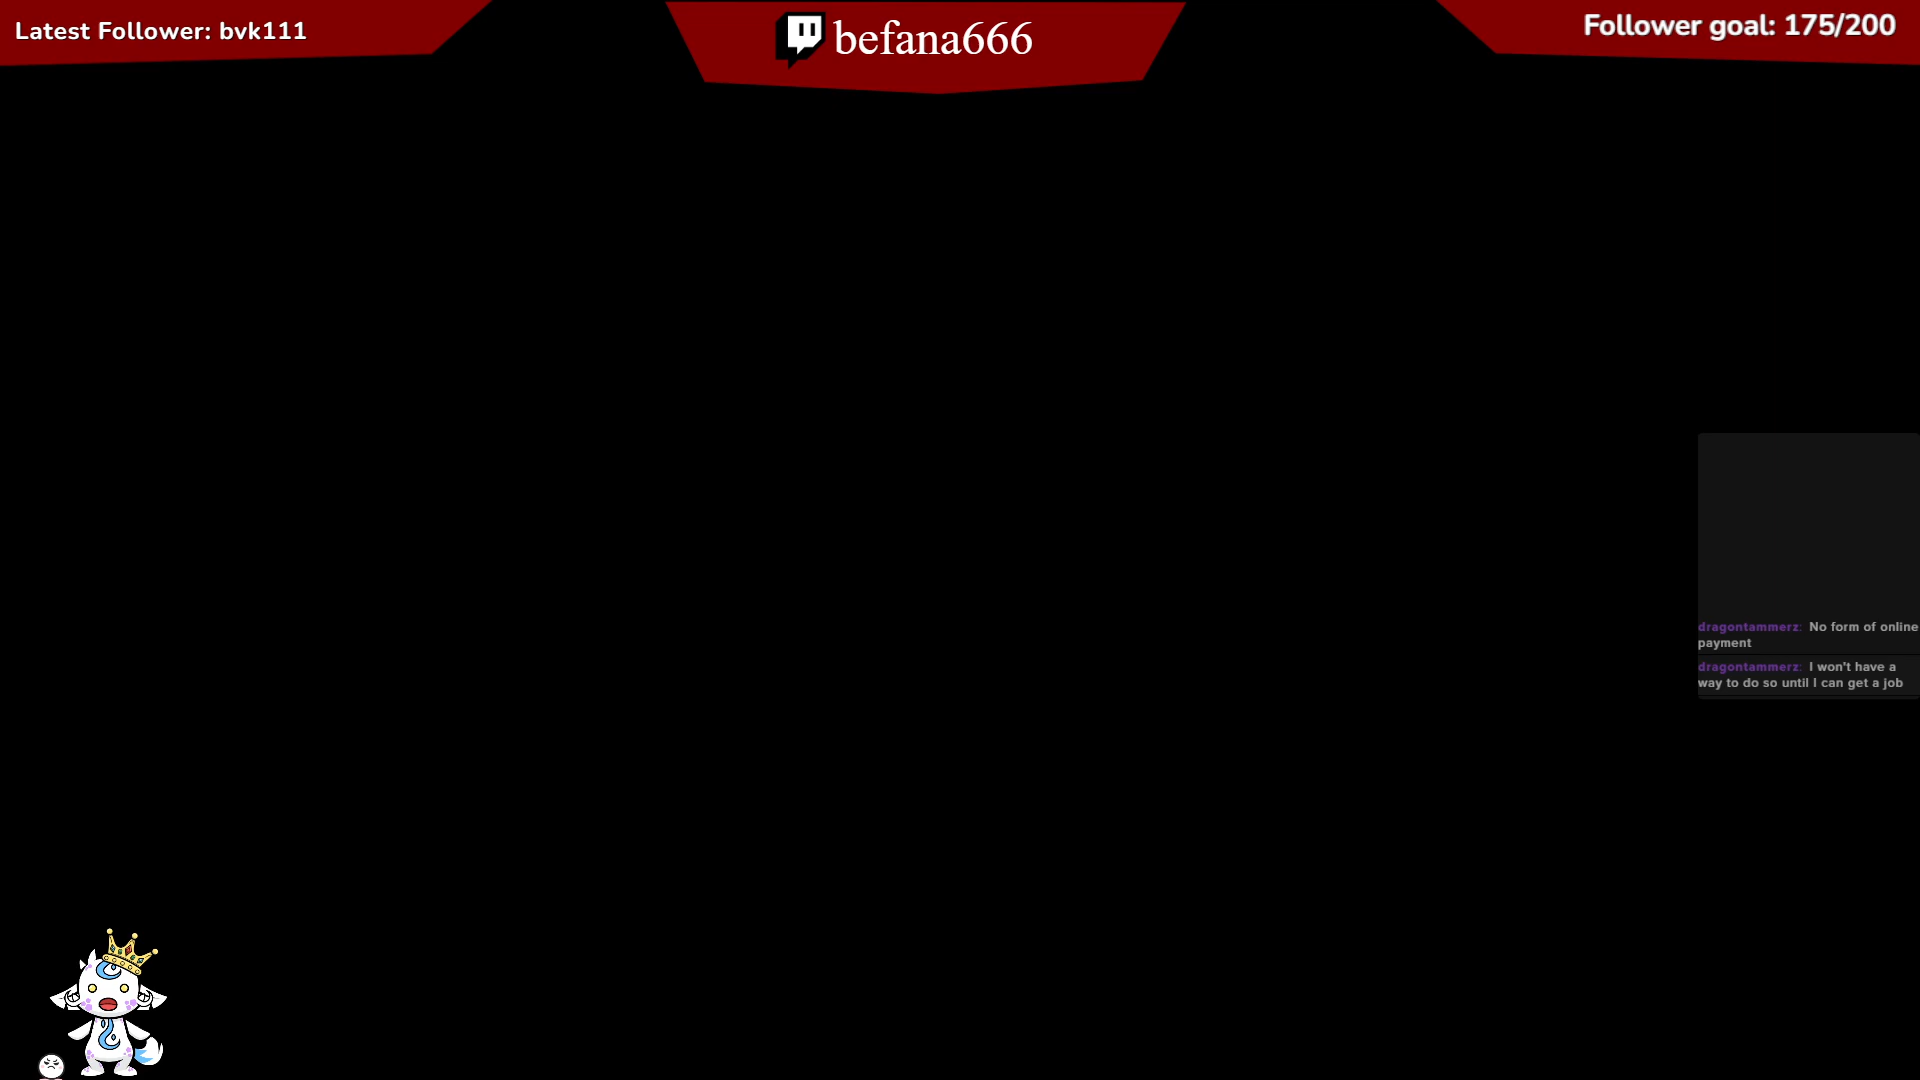 Latest Follower: bvk111
befana666
Follower goal: 175/200
dragontammerz: No form of online
payment
dragontammerz: I won't have a
way to do so until I can get a job